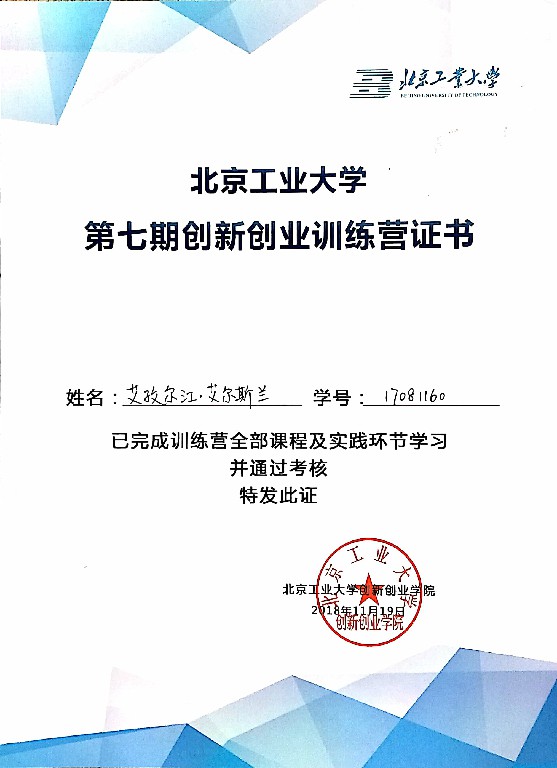 北京工业大学
BEIJING UNIVERSITY OF TECHNOLOGY
北京工业大学
第七期创新创业训练营证书
姓名：艾孜尔江·艾尔斯兰 学号：17081160
已完成训练营全部课程及实践环节学习
并通过考核
特发此证
北京工业大学创新创业学院
2018年11月19日
北京工业大学
创新创业学院